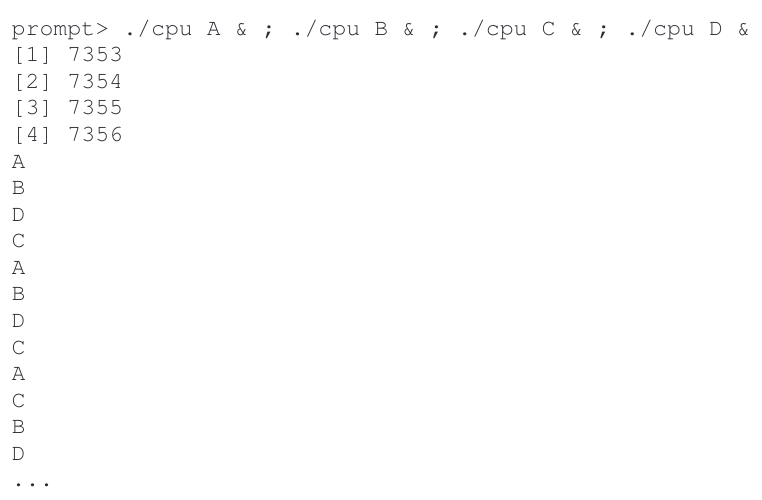 prompt> ./cpu A & ; ./cpu B & ; ./cpu C & ; ./cpu D &
[1] 7353
[2] 7354
[3] 7355
[4] 7356
A
B
D
C
A
B
D
C
A
C
B
D
...